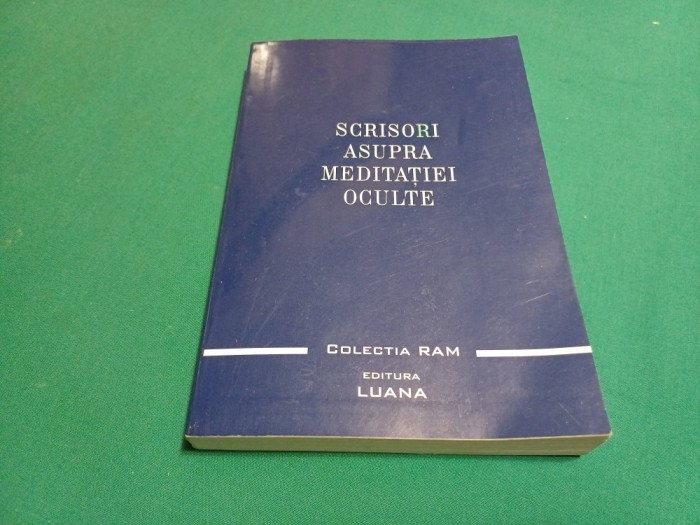 SCRISORI
ASUPRA
MEDITAȚIEI
OCULTE
COLECTIA RAM
EDITURA
LUANA